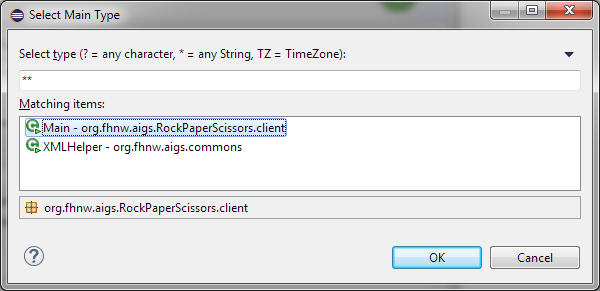 Select Main Type
Select type (? = any character, * = any String, TZ = TimeZone):
**
Matching items:
Main - org.fhnw.aigs.RockPaperScissors.client
XMLHelper - org.fhnw.aigs.commons
org.fhnw.aigs.RockPaperScissors.client
? OK Cancel